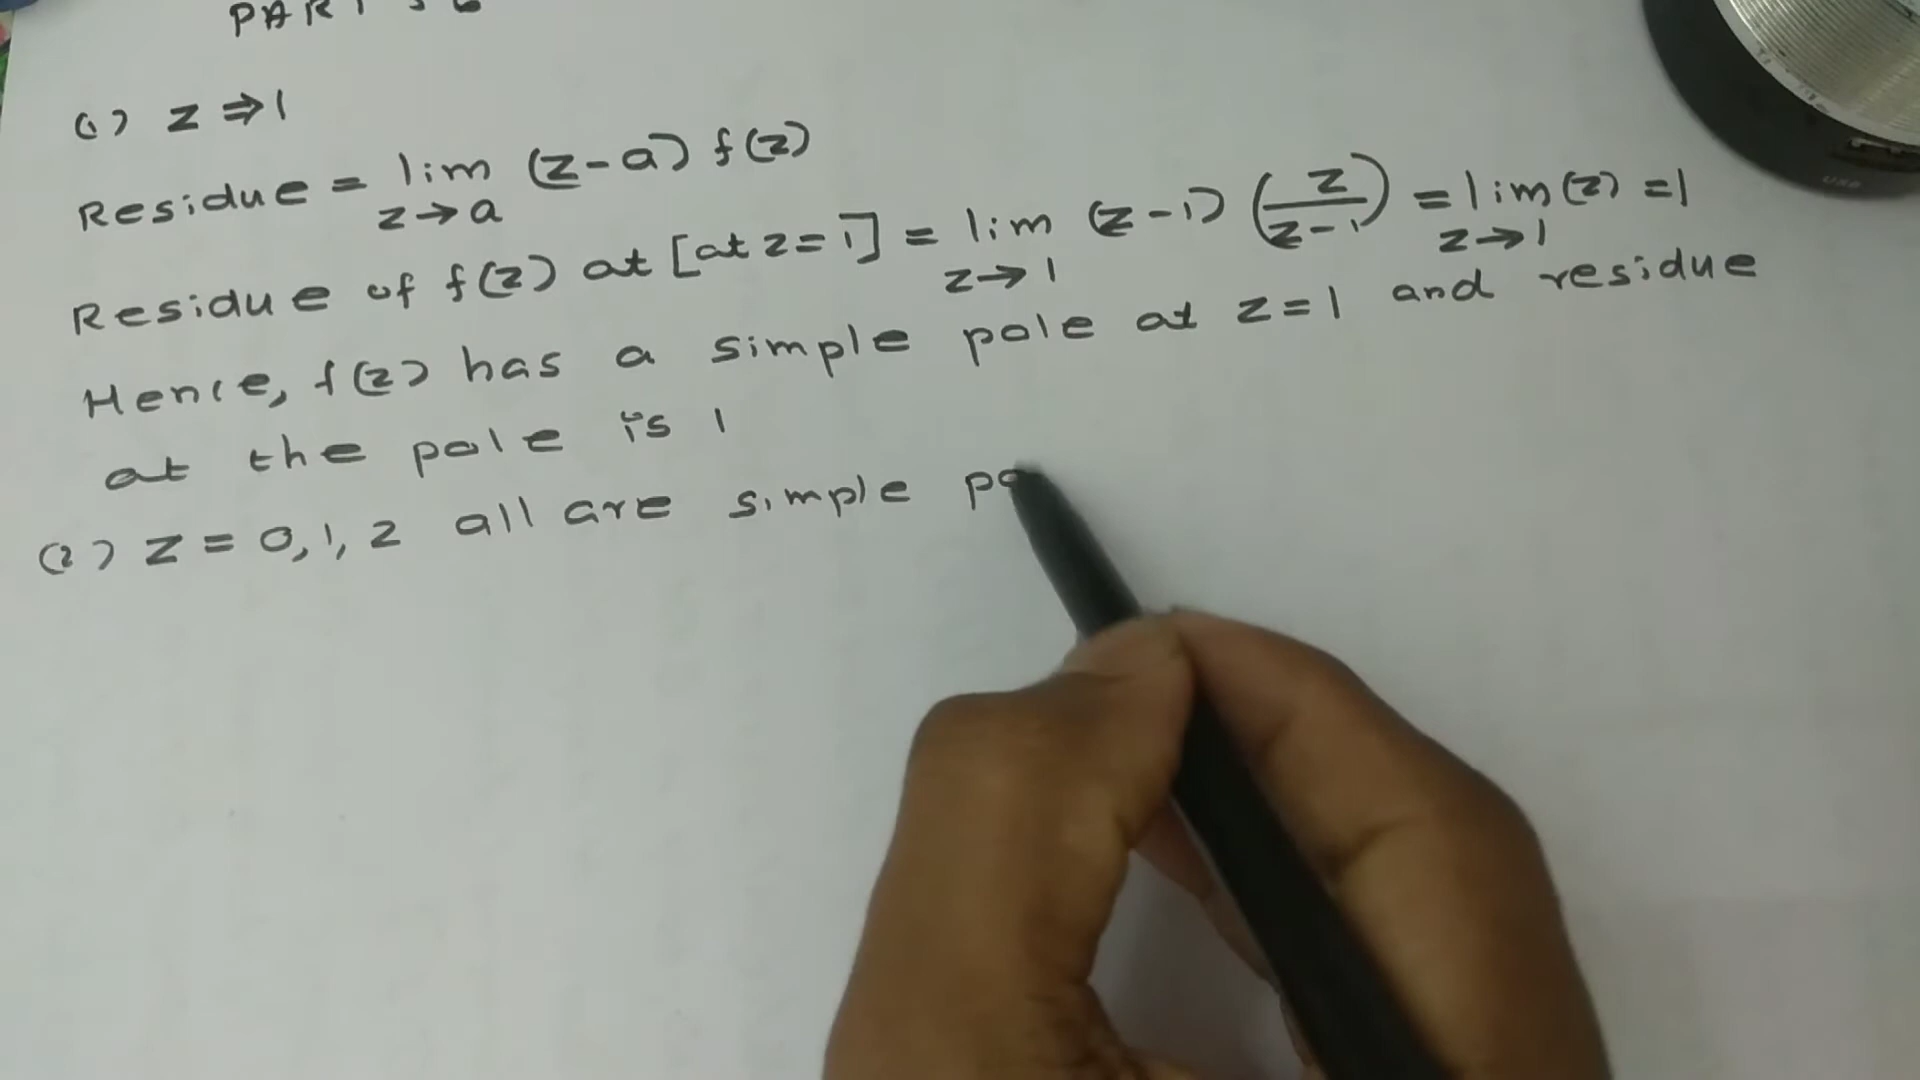 PART
(1) z ⇒ 1
Residue = lim z→a (z-a) f(z)
Residue of f(z) at [at z=1] = lim z→1 (z-1) (z/z-1) = lim z→1 (z) = 1
Hence, f(z) has a simple pole at z=1 and residue
at the pole is 1
(2) z = 0, 1, 2 all are simple po